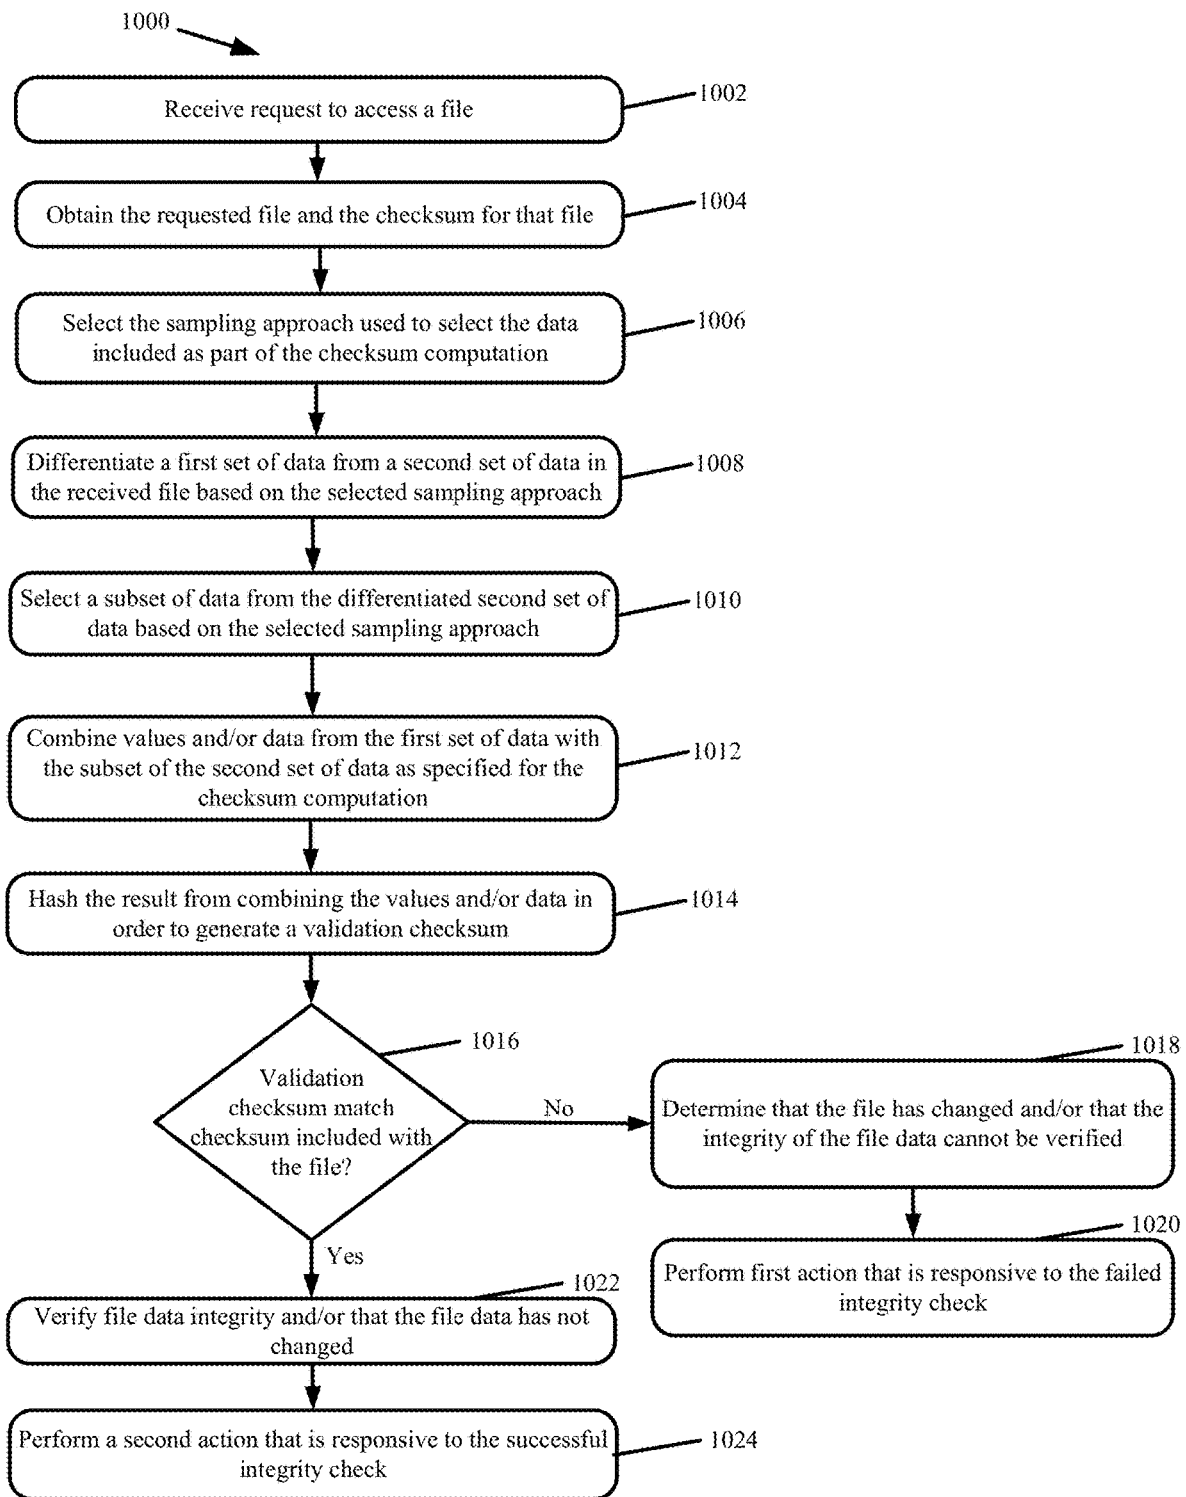 1000
Receive request to access a file
1002
Obtain the requested file and the checksum for that file
1004
Select the sampling approach used to select the data
included as part of the checksum computation
1006
Differentiate a first set of data from a second set of data in
the received file based on the selected sampling approach
1008
Select a subset of data from the differentiated second set of
data based on the selected sampling approach
1010
Combine values and/or data from the first set of data with
the subset of the second set of data as specified for the
checksum computation
1012
Hash the result from combining the values and/or data in
order to generate a validation checksum
1014
Validation
checksum match
checksum included with
the file?
1016
No
Determine that the file has changed and/or that the
integrity of the file data cannot be verified
1018
Perform first action that is responsive to the failed
integrity check
1020
Yes
Verify file data integrity and/or that the file data has not
changed
1022
Perform a second action that is responsive to the successful
integrity check
1024